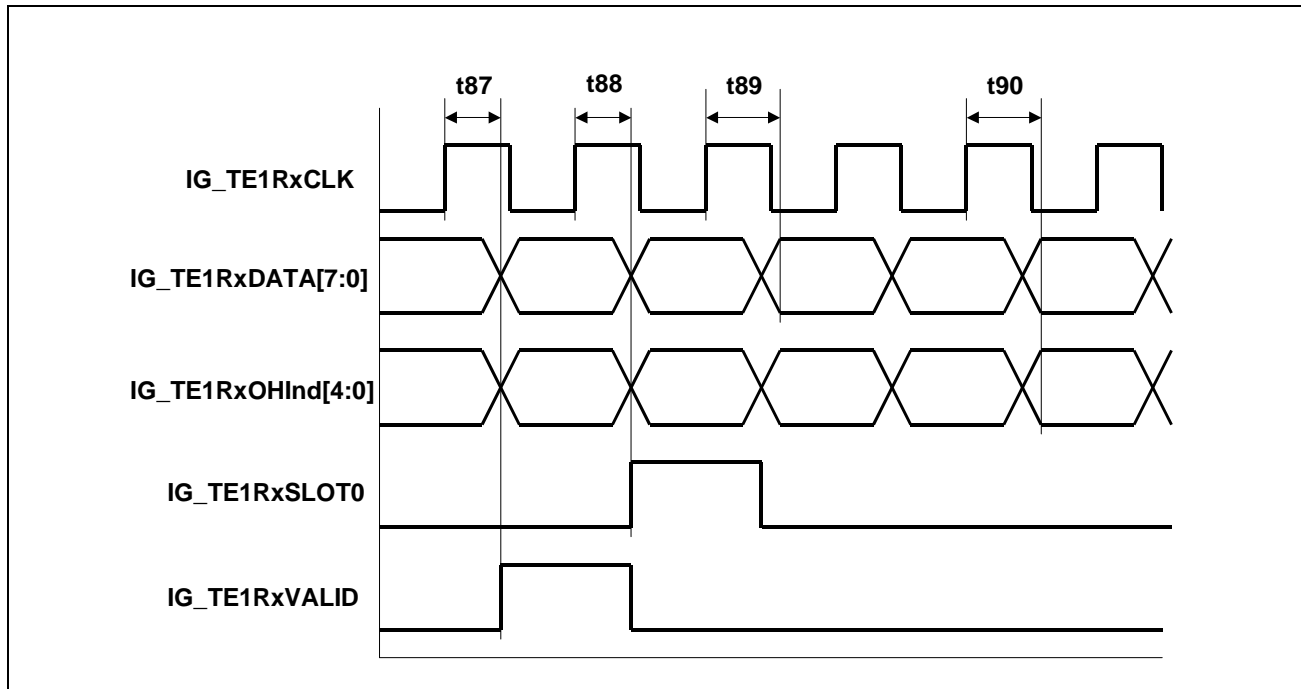 t87
t88
t89
t90
IG_TE1RxCLK
IG_TE1RxDATA[7:0]
IG_TE1RxOHInd[4:0]
IG_TE1RxSLOT0
IG_TE1RxVALID